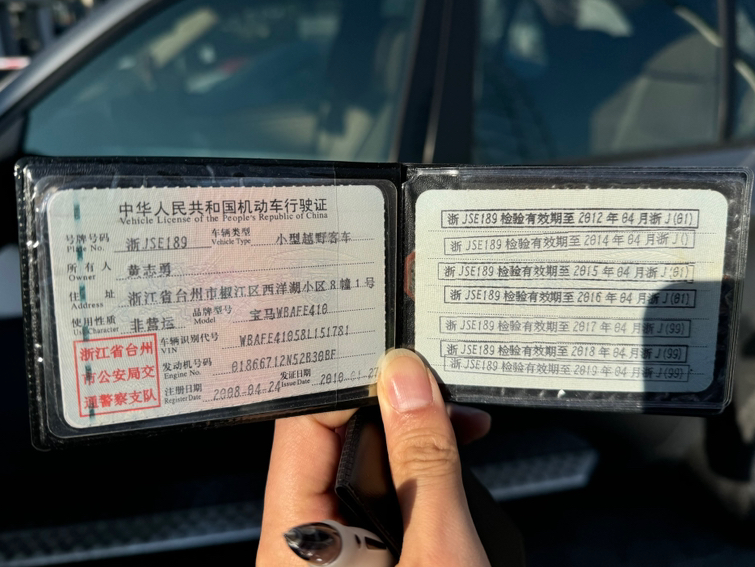 中华人民共和国机动车行驶证
Vehicle License of the People's Republic of China
号牌号码 浙JSE189 车辆类型 小型越野客车
Plate No. Vehicle Type
所有人 黄志勇
Owner
住址 浙江省台州市椒江区西洋湖小区8幢1号
Address
使用性质 非营运 品牌型号 宝马WBAFE410
Use Character Model
浙江省台州
市公安局交
通警察支队
车辆识别代号 WBAFE41058L151781
VIN
发动机号码 01866712N52B30BF
Engine No.
注册日期 2008.04.24 发证日期 2010.01.27
Register Date Issue Date
浙JSE189 检验有效期至2012年04月浙J(01)
浙JSE189 检验有效期至2014年04月浙J()
浙JSE189 检验有效期至2015年04月浙J(01)
浙JSE189 检验有效期至2016年04月浙J(01)
浙JSE189 检验有效期至2017年04月浙J(99)
浙JSE189 检验有效期至2018年04月浙J(99)
浙JSE189 检验有效期至2019年04月浙J(99)